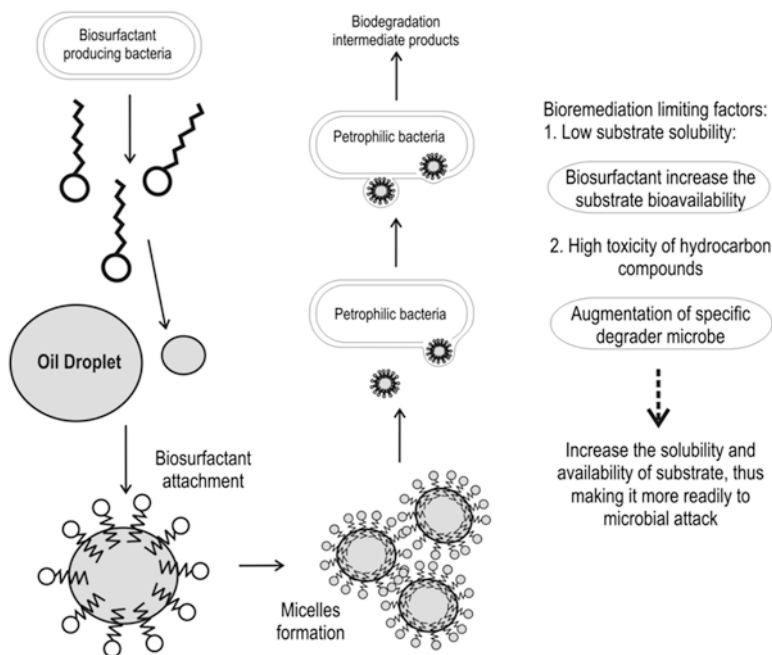 Biosurfactant
producing bacteria
Oil Droplet
Biosurfactant
attachment
Micelles
formation
Petrophilic bacteria
Petrophilic bacteria
Biodegradation
intermediate products
Bioremediation limiting factors:
1. Low substrate solubility:
Biosurfactant increase the
substrate bioavailability
2. High toxicity of hydrocarbon
compounds
Augmentation of specific
degrader microbe
Increase the solubility and
availability of substrate, thus
making it more readily to
microbial attack